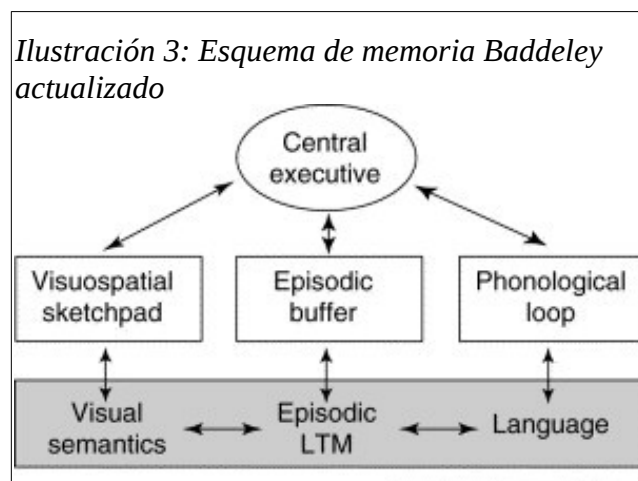 Ilustración 3: Esquema de memoria Baddeley
actualizado
Central
executive
Visuospatial
sketchpad
Episodic
buffer
Phonological
loop
Visual
semantics
Episodic
LTM
Language